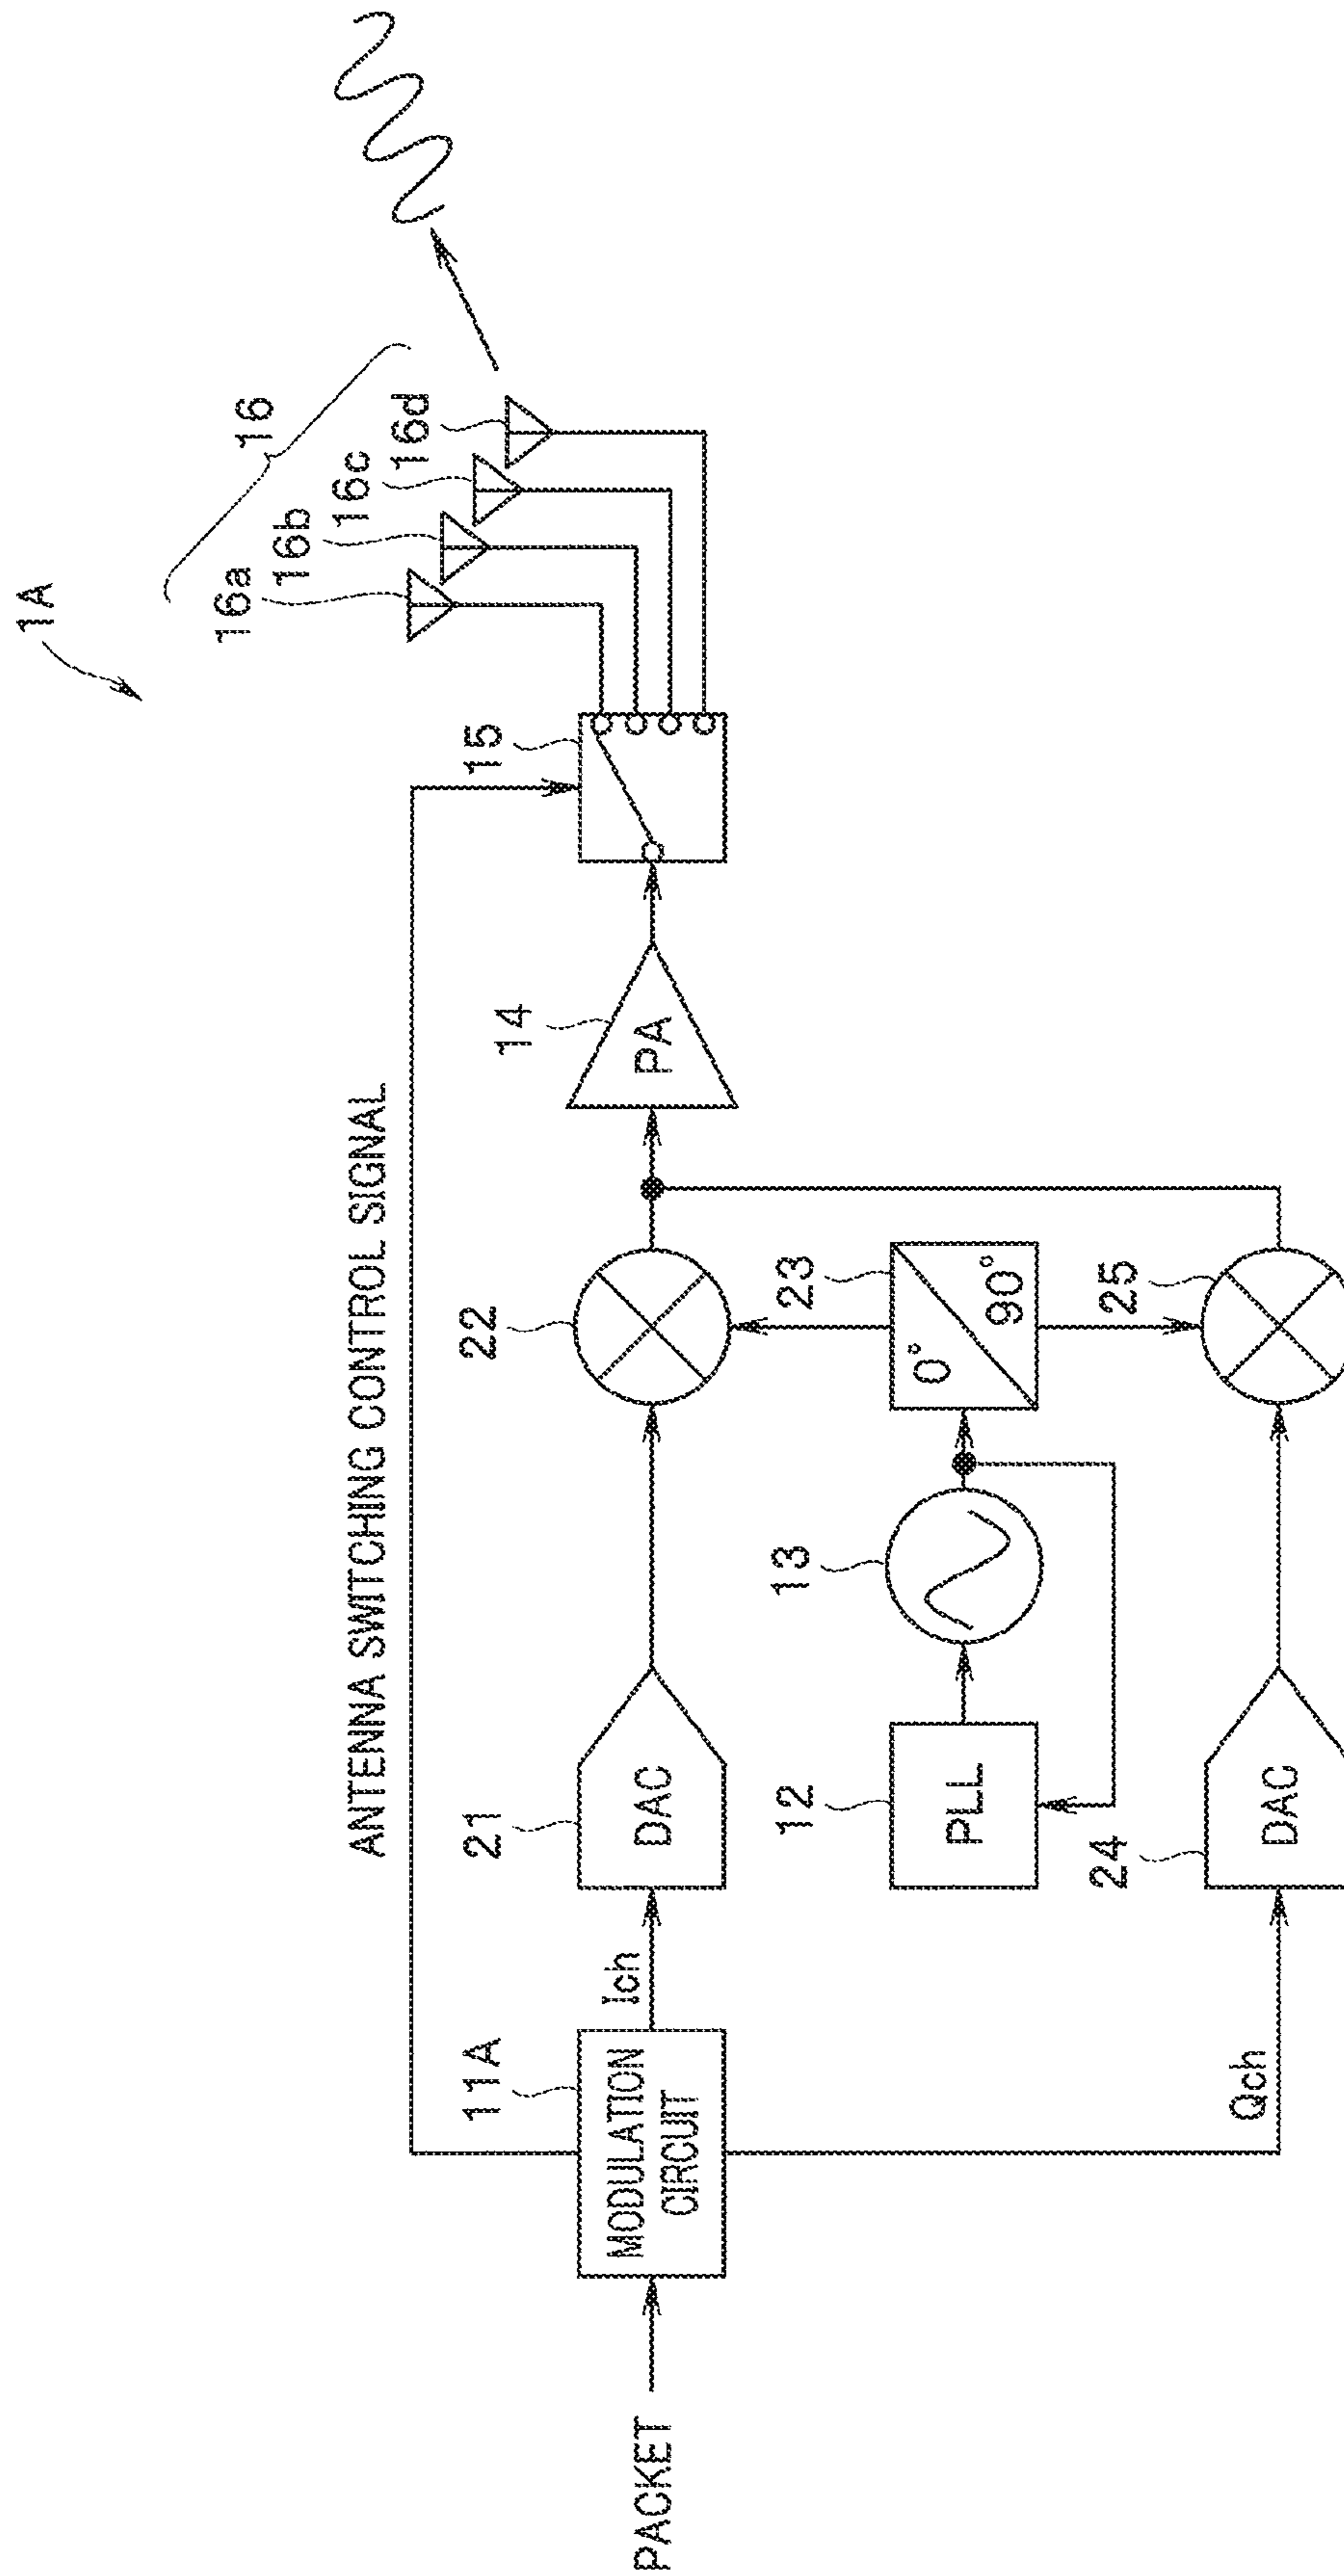 1A
16
16a
16b
16c
16d
ANTENNA SWITCHING CONTROL SIGNAL
15
14
PA
22
21
DAC
11A
MODULATION
CIRCUIT
Ich
PACKET
23
0°
90°
13
12
PLL
25
24
DAC
Qch